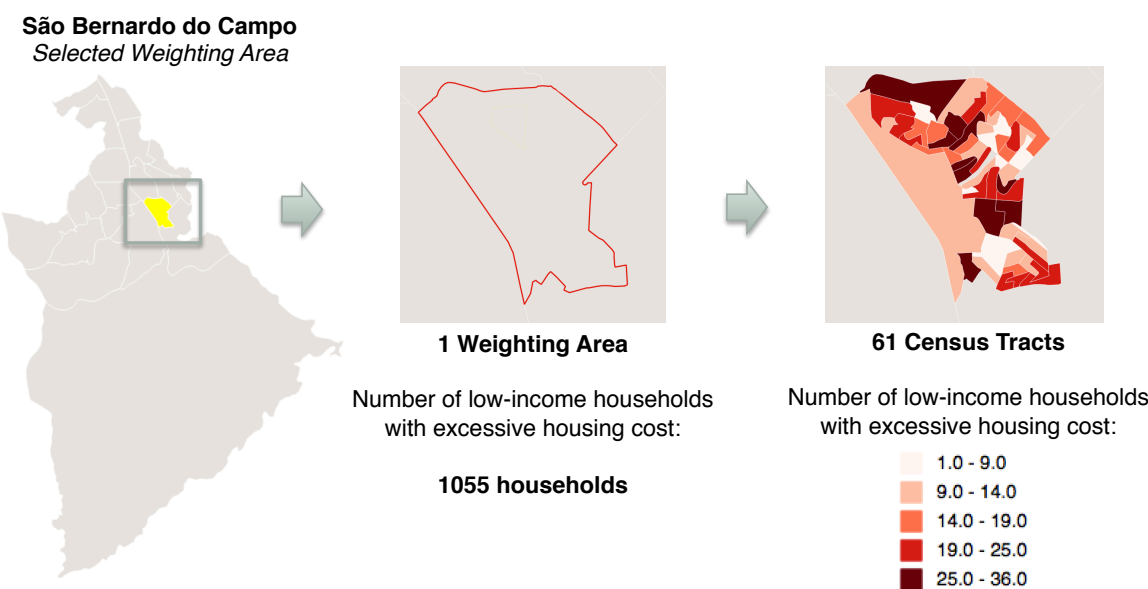 São Bernardo do Campo
Selected Weighting Area
1 Weighting Area
Number of low-income households
with excessive housing cost:
1055 households
61 Census Tracts
Number of low-income households
with excessive housing cost:
1.0 - 9.0
9.0 - 14.0
14.0 - 19.0
19.0 - 25.0
25.0 - 36.0